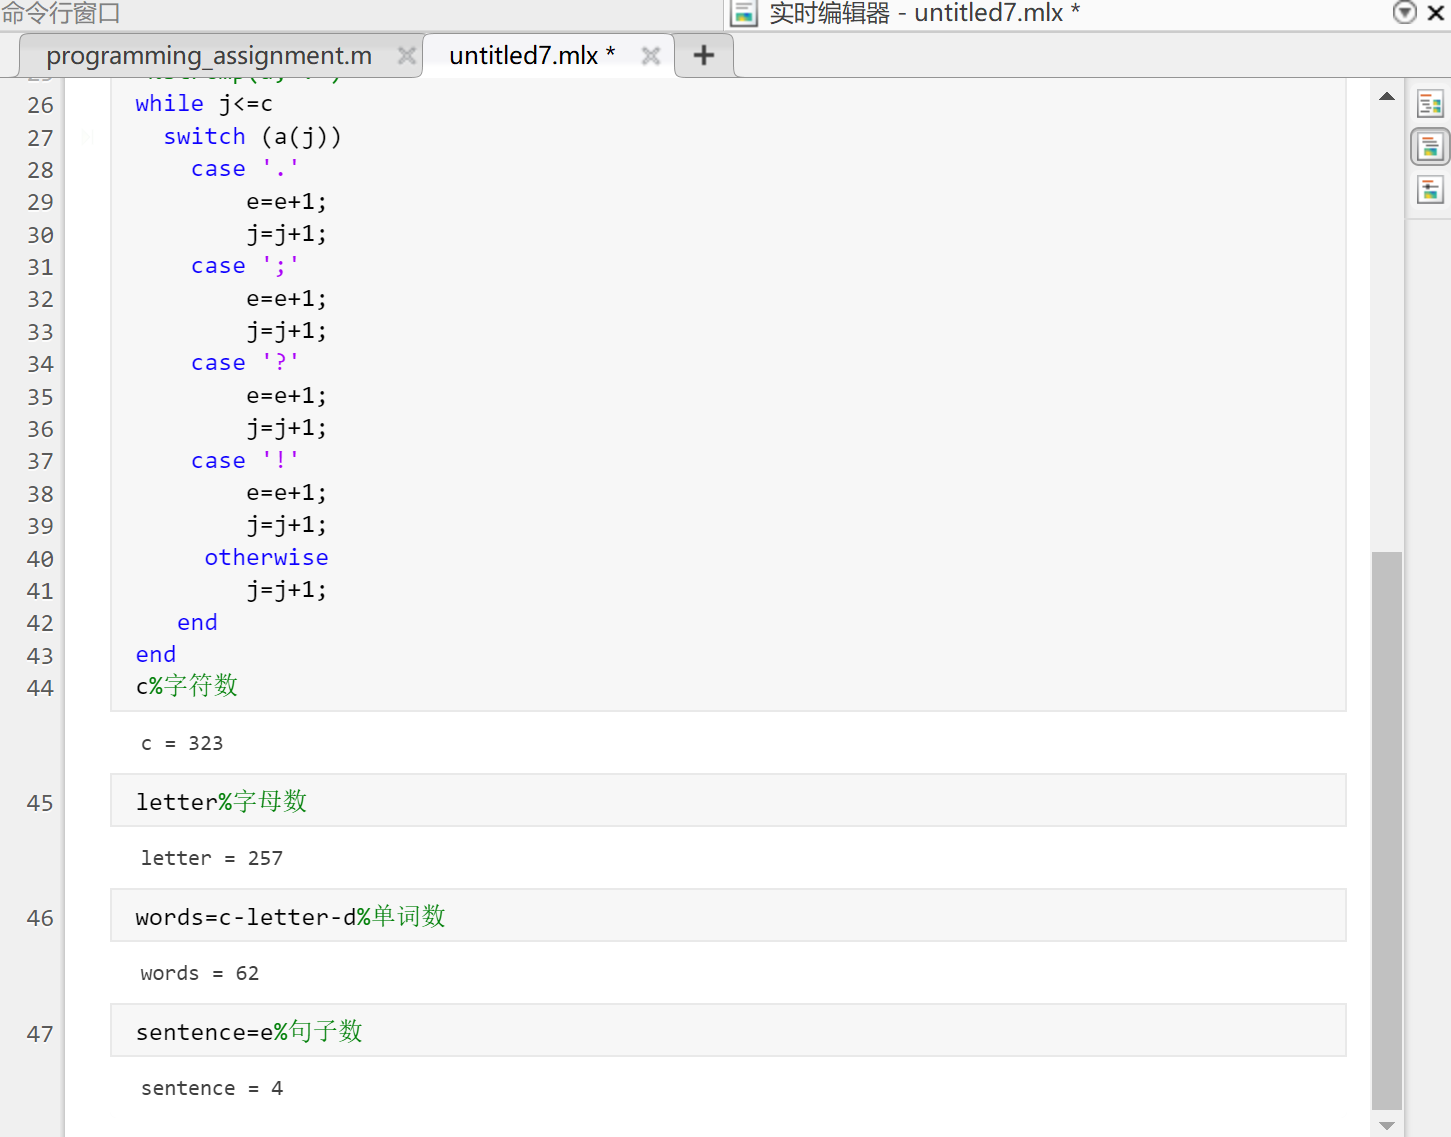 命令行窗口
实时编辑器 - untitled7.mlx *
programming_assignment.m
untitled7.mlx *
26 while j<=c
27 switch (a(j))
28 case '.'
29 e=e+1;
30 j=j+1;
31 case ';'
32 e=e+1;
33 j=j+1;
34 case '?'
35 e=e+1;
36 j=j+1;
37 case '!'
38 e=e+1;
39 j=j+1;
40 otherwise
41 j=j+1;
42 end
43 end
44 c%字符数
c = 323
45 letter%字母数
letter = 257
46 words=c-letter-d%单词数
words = 62
47 sentence=e%句子数
sentence = 4